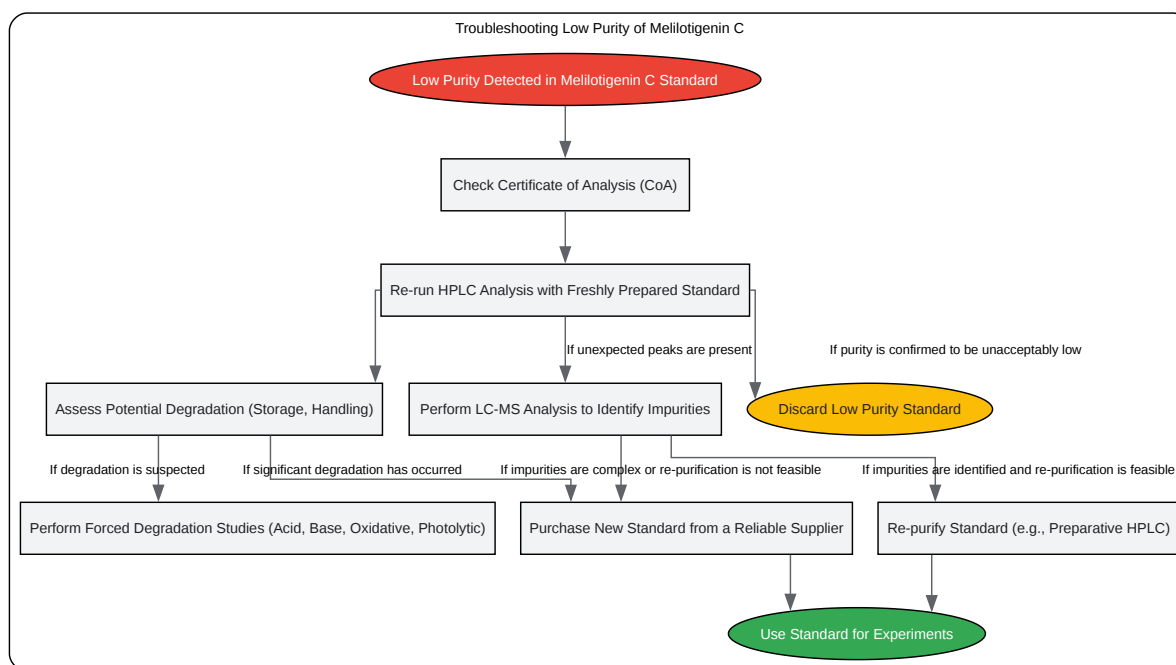 Troubleshooting Low Purity of Melilotigenin C
Low Purity Detected in Melilotigenin C Standard
Check Certificate of Analysis (CoA)
Re-run HPLC Analysis with Freshly Prepared Standard
If unexpected peaks are present
If purity is confirmed to be unacceptably low
Assess Potential Degradation (Storage, Handling)
Perform LC-MS Analysis to Identify Impurities
Discard Low Purity Standard
If degradation is suspected
If significant degradation has occurred
If impurities are complex or re-purification is not feasible
If impurities are identified and re-purification is feasible
Perform Forced Degradation Studies (Acid, Base, Oxidative, Photolytic)
Purchase New Standard from a Reliable Supplier
Re-purify Standard (e.g., Preparative HPLC)
Use Standard for Experiments